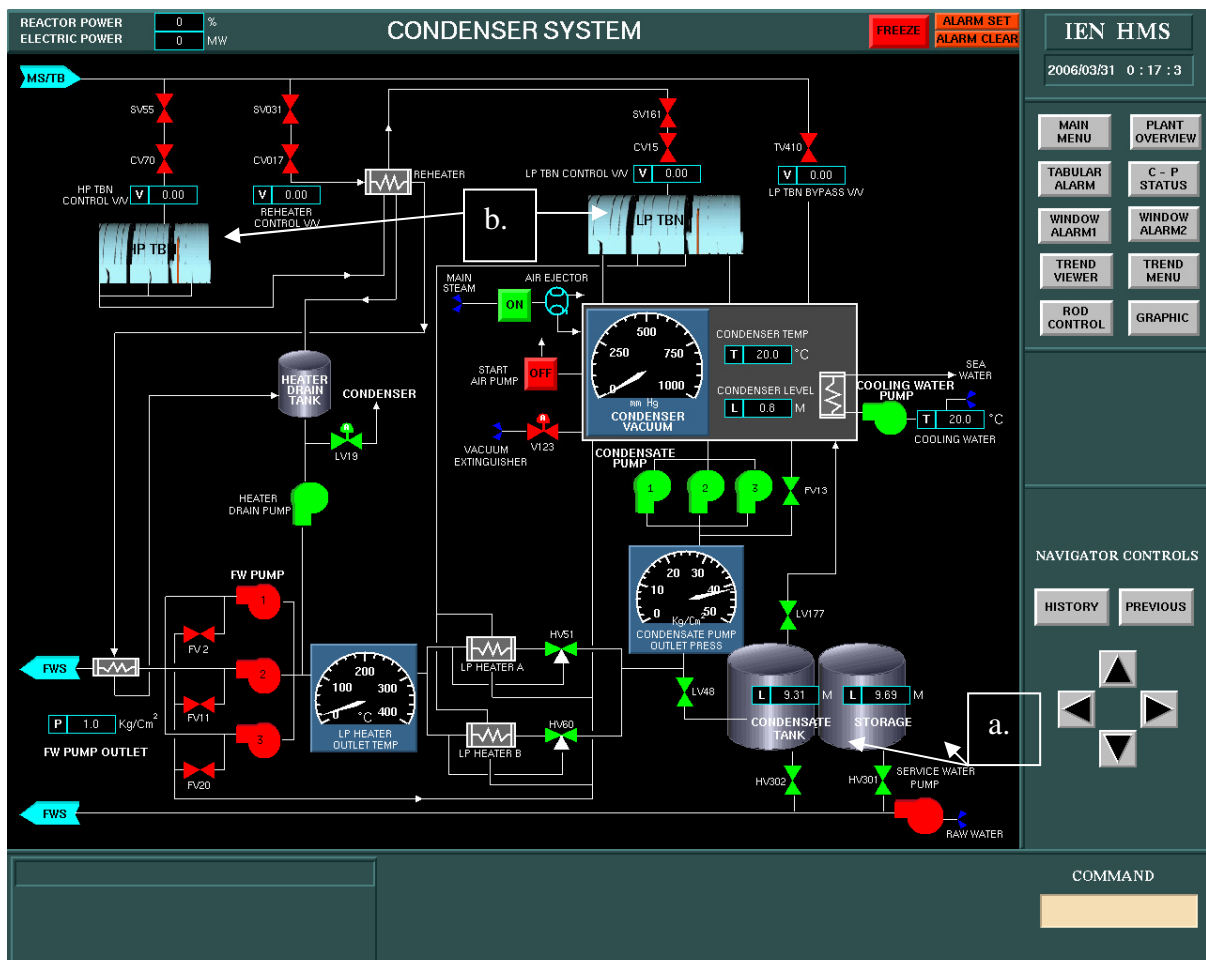 REACTOR POWER 0 %
ELECTRIC POWER 0 MW
CONDENSER SYSTEM
FREEZE
ALARM SET
ALARM CLEAR
IEN HMS
2006/03/31 0 : 17 : 3
MAIN
MENU
PLANT
OVERVIEW
TABULAR
ALARM
C - P
STATUS
WINDOW
ALARM1
WINDOW
ALARM2
TREND
VIEWER
TREND
MENU
ROD
CONTROL
GRAPHIC
NAVIGATOR CONTROLS
HISTORY
PREVIOUS
COMMAND
MS/TB
SV55
SV031
SV161
CV70
CV017
CV15
TV410
HP TBN
CONTROL V/V
V 0.00
V 0.00
REHEATER
CONTROL V/V
REHEATER
LP TBN CONTROL V/V
V 0.00
V 0.00
LP TBN BYPASS V/V
HP TB
LP TBN
b.
MAIN
STEAM
AIR EJECTOR
ON
START
AIR PUMP
OFF
VACUUM
EXTINGUISHER
V123
0
250
500
750
1000
mm Hg
CONDENSER
VACUUM
CONDENSER TEMP
T 20.0 °C
CONDENSER LEVEL
L 0.8 M
SEA
WATER
COOLING WATER
PUMP
T 20.0 °C
COOLING WATER
HEATER
DRAIN
TANK
CONDENSER
LV19
HEATER
DRAIN PUMP
CONDENSATE
PUMP
1
2
3
FV13
0
10
20
30
40
50
Kg/Cm2
CONDENSATE PUMP
OUTLET PRESS
LV177
FW PUMP
1
FV2
2
FV11
3
FV20
FWS
P 1.0 Kg/Cm2
FW PUMP OUTLET
0
100
200
300
400
°C
LP HEATER
OUTLET TEMP
LP HEATER A
HV51
LP HEATER B
HV60
LV48
L 9.31 M
CONDENSATE
TANK
L 9.69 M
STORAGE
a.
HV302
HV301
SERVICE WATER
PUMP
RAW WATER
FWS